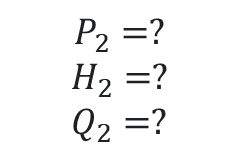 P₂ =?
H₂ =?
Q₂ =?